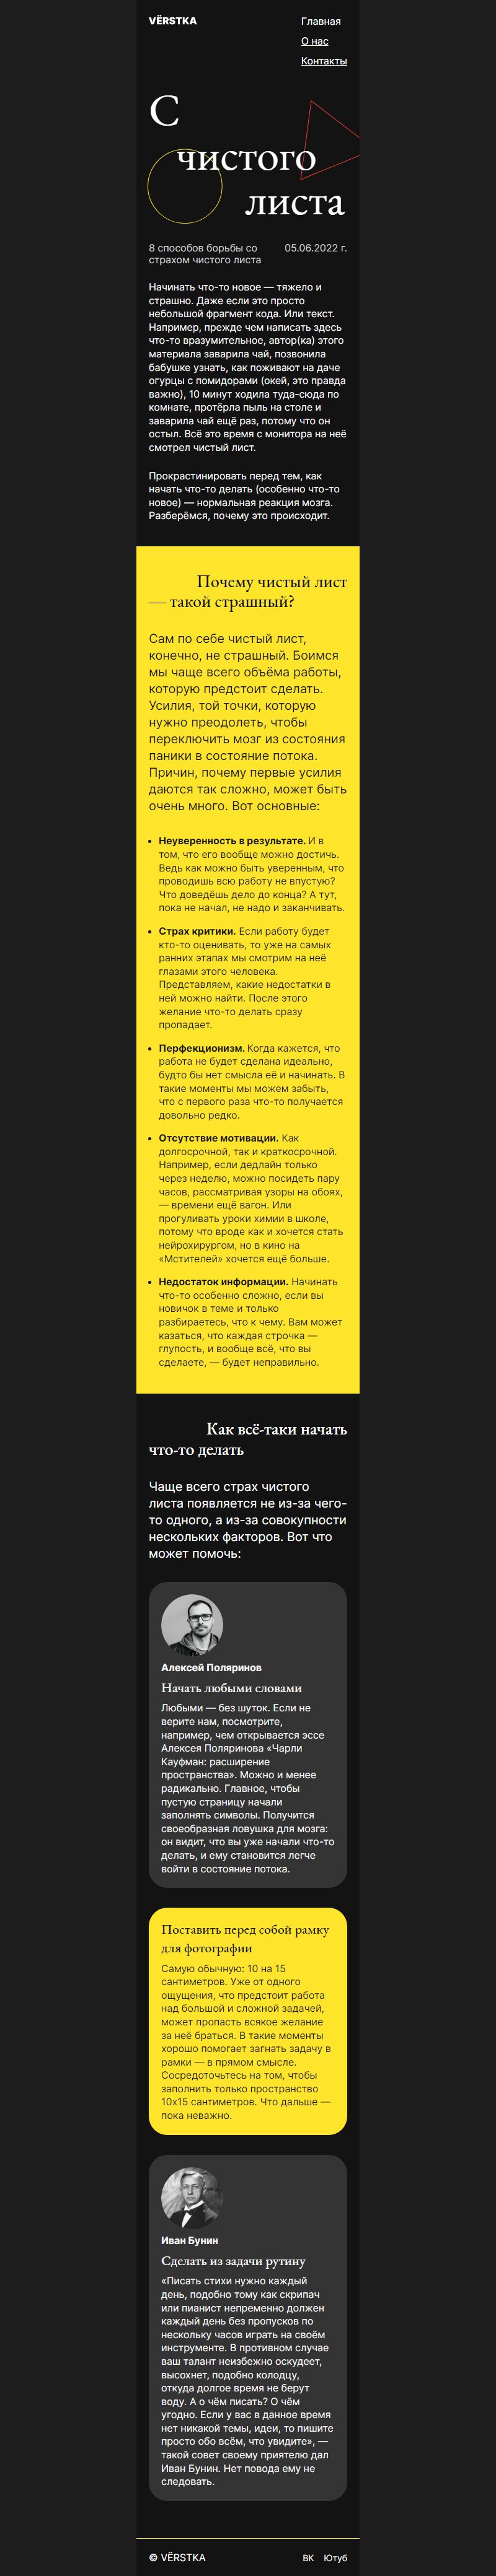 VЁRSTKA
Главная
О нас
Контакты
С
чистого
листа
8 способов борьбы со
страхом чистого листа
05.06.2022 г.
Начинать что-то новое — тяжело и
страшно. Даже если это просто
небольшой фрагмент кода. Или текст.
Например, прежде чем написать здесь
что-то вразумительное, автор(ка) этого
материала заварила чай, позвонила
бабушке узнать, как поживают на даче
огурцы с помидорами (окей, это правда
важно), 10 минут ходила туда-сюда по
комнате, протёрла пыль на столе и
заварила чай ещё раз, потому что он
остыл. Всё это время с монитора на неё
смотрел чистый лист.
Прокрастинировать перед тем, как
начать что-то делать (особенно что-то
новое) — нормальная реакция мозга.
Разберёмся, почему это происходит.
Почему чистый лист
— такой страшный?
Сам по себе чистый лист,
конечно, не страшный. Боимся
мы чаще всего объёма работы,
которую предстоит сделать.
Усилия, той точки, которую
нужно преодолеть, чтобы
переключить мозг из состояния
паники в состояние потока.
Причин, почему первые усилия
даются так сложно, может быть
очень много. Вот основные:
• Неуверенность в результате. И в
том, что его вообще можно достичь.
Ведь как можно быть уверенным, что
проводишь всю работу не впустую?
Что доведёшь дело до конца? А тут,
пока не начал, не надо и заканчивать.
• Страх критики. Если работу будет
кто-то оценивать, то уже на самых
ранних этапах мы смотрим на неё
глазами этого человека.
Представляем, какие недостатки в
ней можно найти. После этого
желание что-то делать сразу
пропадает.
• Перфекционизм. Когда кажется, что
работа не будет сделана идеально,
будто бы нет смысла её и начинать. В
такие моменты мы можем забыть,
что с первого раза что-то получается
довольно редко.
• Отсутствие мотивации. Как
долгосрочной, так и краткосрочной.
Например, если дедлайн только
через неделю, можно посидеть пару
часов, рассматривая узоры на обоях,
— времени ещё вагон. Или
прогуливать уроки химии в школе,
потому что вроде как и хочется стать
нейрохирургом, но в кино на
«Мстителей» хочется ещё больше.
• Недостаток информации. Начинать
что-то особенно сложно, если вы
новичок в теме и только
разбираетесь, что к чему. Вам может
казаться, что каждая строчка —
глупость, и вообще всё, что вы
сделаете, — будет неправильно.
Как всё-таки начать
что-то делать
Чаще всего страх чистого
листа появляется не из-за чего-
то одного, а из-за совокупности
нескольких факторов. Вот что
может помочь:
Алексей Поляринов
Начать любыми словами
Любыми — без шуток. Если не
верите нам, посмотрите,
например, чем открывается эссе
Алексея Поляринова «Чарли
Кауфман: расширение
пространства». Можно и менее
радикально. Главное, чтобы
пустую страницу начали
заполнять символы. Получится
своеобразная ловушка для мозга:
он видит, что вы уже начали что-то
делать, и ему становится легче
войти в состояние потока.
Поставить перед собой рамку
для фотографии
Самую обычную: 10 на 15
сантиметров. Уже от одного
ощущения, что предстоит работа
над большой и сложной задачей,
может пропасть всякое желание
за неё браться. В такие моменты
хорошо помогает загнать задачу в
рамки — в прямом смысле.
Сосредоточьтесь на том, чтобы
заполнить только пространство
10х15 сантиметров. Что дальше —
пока неважно.
Иван Бунин
Сделать из задачи рутину
«Писать стихи нужно каждый
день, подобно тому как скрипач
или пианист непременно должен
каждый день без пропусков по
нескольку часов играть на своём
инструменте. В противном случае
ваш талант неизбежно оскудеет,
высохнет, подобно колодцу,
откуда долгое время не берут
воду. А о чём писать? О чём
угодно. Если у вас в данное время
нет никакой темы, идеи, то пишите
просто обо всём, что увидите», —
такой совет своему приятелю дал
Иван Бунин. Нет повода ему не
следовать.
© VЁRSTKA
ВК
Ютуб